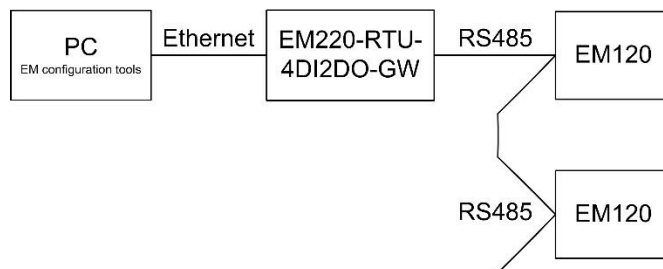 PC
EM configuration tools
Ethernet
EM220-RTU-
4DI2DO-GW
RS485
EM120
RS485
EM120